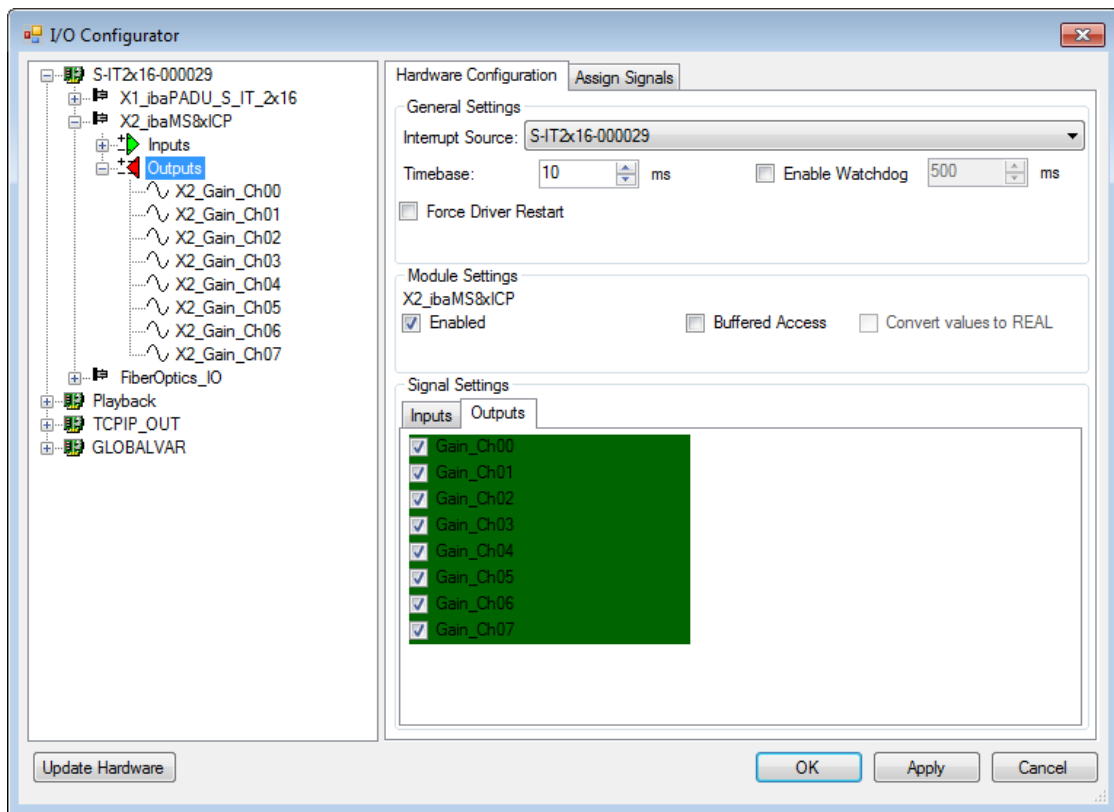 I/O Configurator
S-IT2x16-000029
X1_ibaPADU_S_IT_2x16
X2_ibaMS8xICP
Inputs
Outputs
X2_Gain_Ch00
X2_Gain_Ch01
X2_Gain_Ch02
X2_Gain_Ch03
X2_Gain_Ch04
X2_Gain_Ch05
X2_Gain_Ch06
X2_Gain_Ch07
FiberOptics_IO
Playback
TCPIP_OUT
GLOBALVAR
Hardware Configuration Assign Signals
General Settings
Interrupt Source: S-IT2x16-000029
Timebase: 10 ms Enable Watchdog 500 ms
Force Driver Restart
Module Settings
X2_ibaMS8xICP
Enabled Buffered Access Convert values to REAL
Signal Settings
Inputs Outputs
Gain_Ch00
Gain_Ch01
Gain_Ch02
Gain_Ch03
Gain_Ch04
Gain_Ch05
Gain_Ch06
Gain_Ch07
Update Hardware OK Apply Cancel